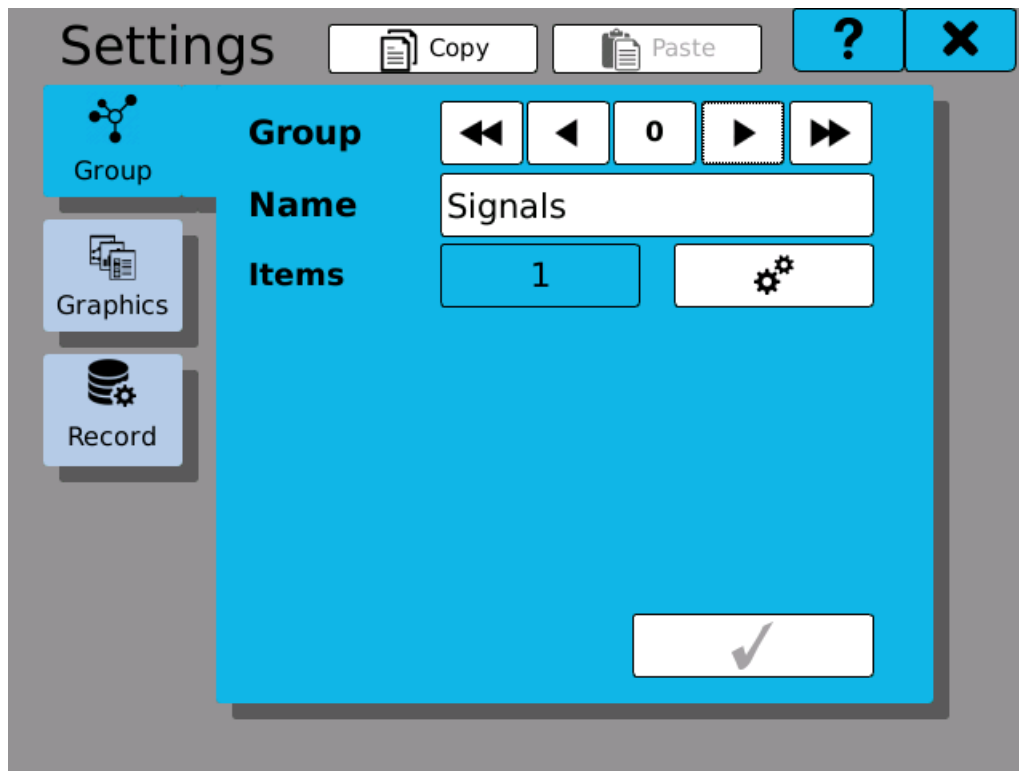 Settings
Copy
Paste
?
Group
Group
0
Name
Signals
Items
1
Graphics
Record